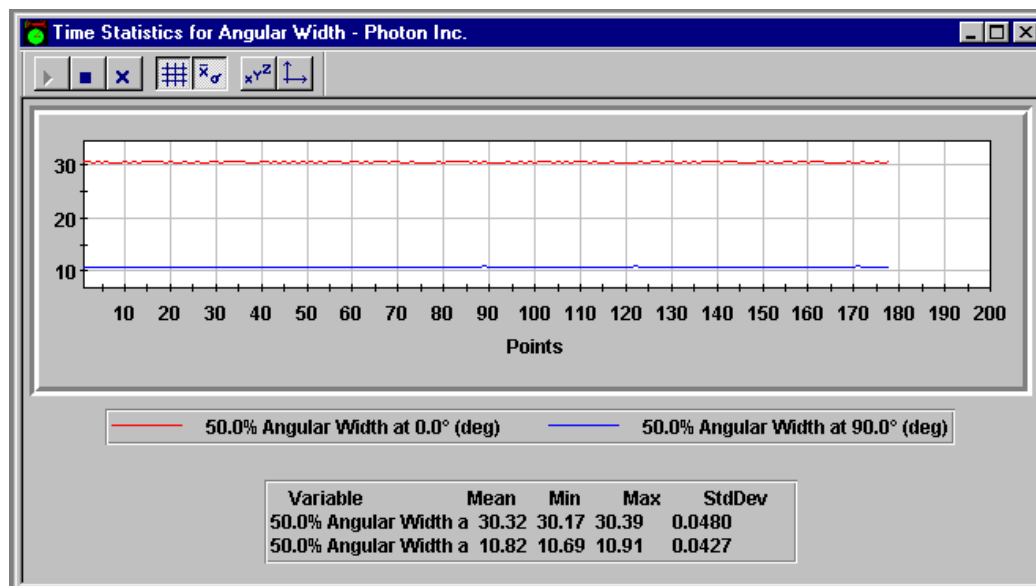 Time Statistics for Angular Width - Photon Inc.
x̄σ xYZ
30
20
10
10 20 30 40 50 60 70 80 90 100 110 120 130 140 150 160 170 180 190 200
Points
50.0% Angular Width at 0.0° (deg) 50.0% Angular Width at 90.0° (deg)
Variable Mean Min Max StdDev
50.0% Angular Width a 30.32 30.17 30.39 0.0480
50.0% Angular Width a 10.82 10.69 10.91 0.0427